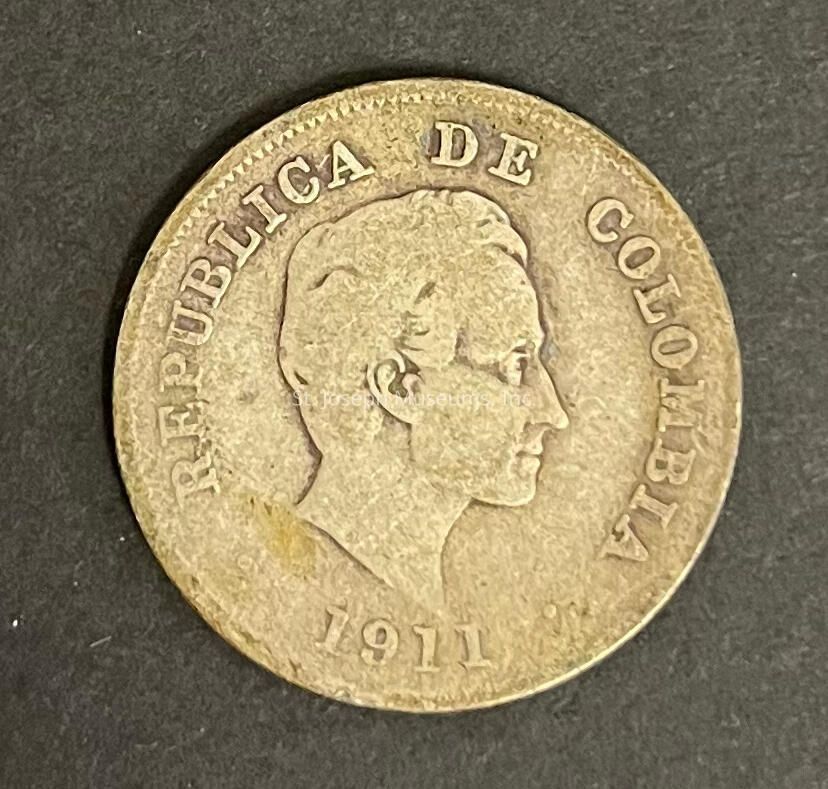 REPUBLICA DE COLOMBIA
St. Joseph Museums, Inc.
1911